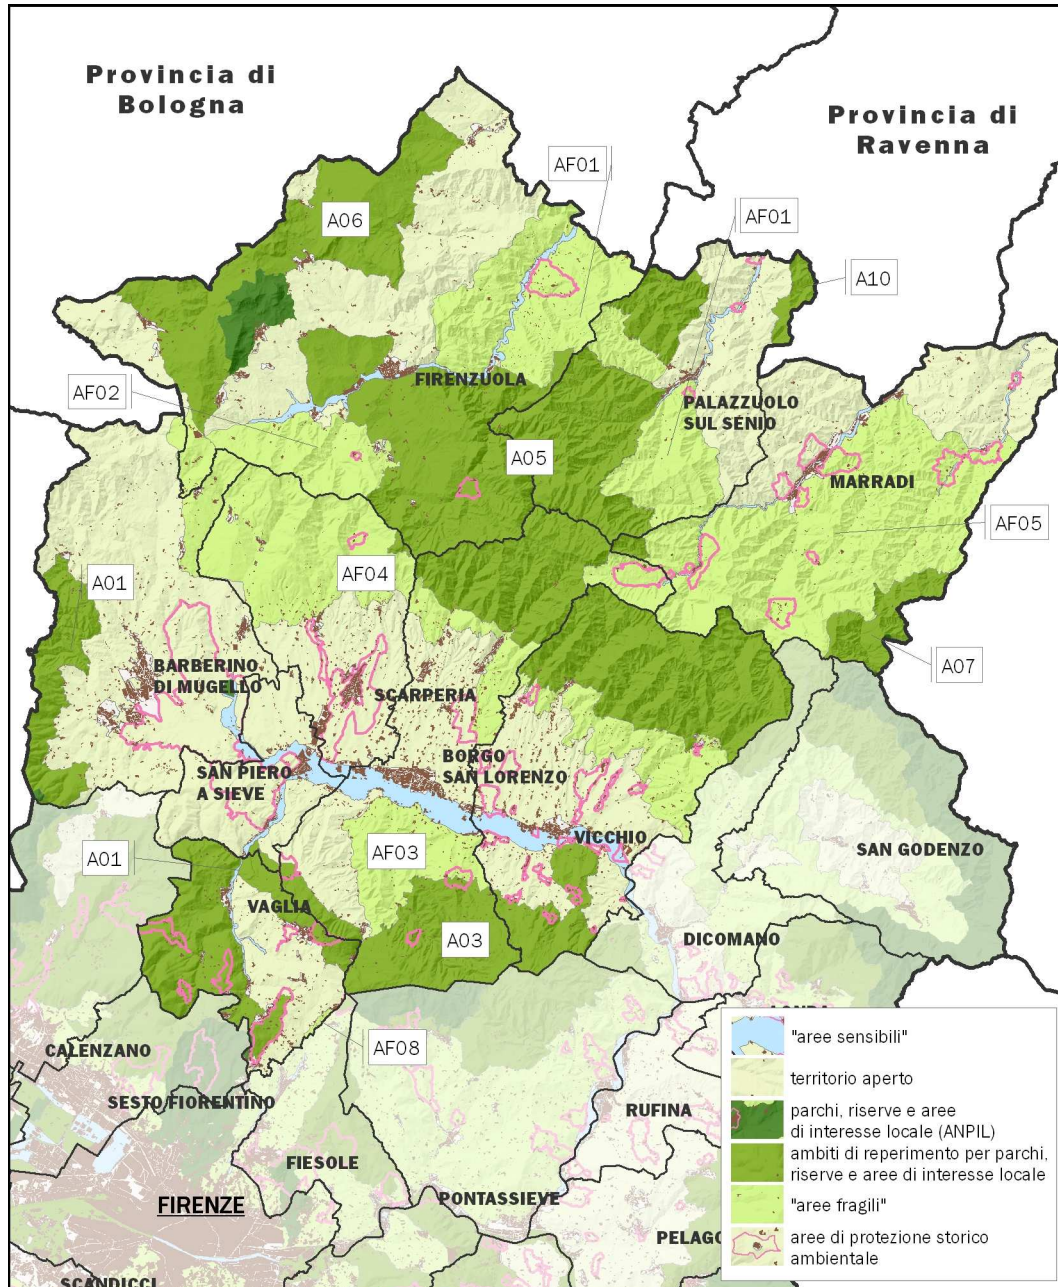 Provincia di
Bologna
Provincia di
Ravenna
AF01
A06
AF01
A10
FIRENZUOLA
AF02
PALAZZUOLO
SUL SENIO
A05
MARRADI
AF05
AF04
A01
BARBERINO
DI MUGELLO
A07
SCARPERIA
BORGO
SAN LORENZO
SAN PIERO
A SIEVE
VICCHIO
SAN GODENZO
A01
AF03
VAGLIA
A03
DICOMANO
CALENZANO
AF08
SESTO FIORENTINO
RUFINA
FIESOLE
FIRENZE
PONTASSIEVE
PELAGO
SCANDICCI
"aree sensibili"
territorio aperto
parchi, riserve e aree
di interesse locale (ANPIL)
ambiti di reperimento per parchi,
riserve e aree di interesse locale
"aree fragili"
aree di protezione storico
ambientale